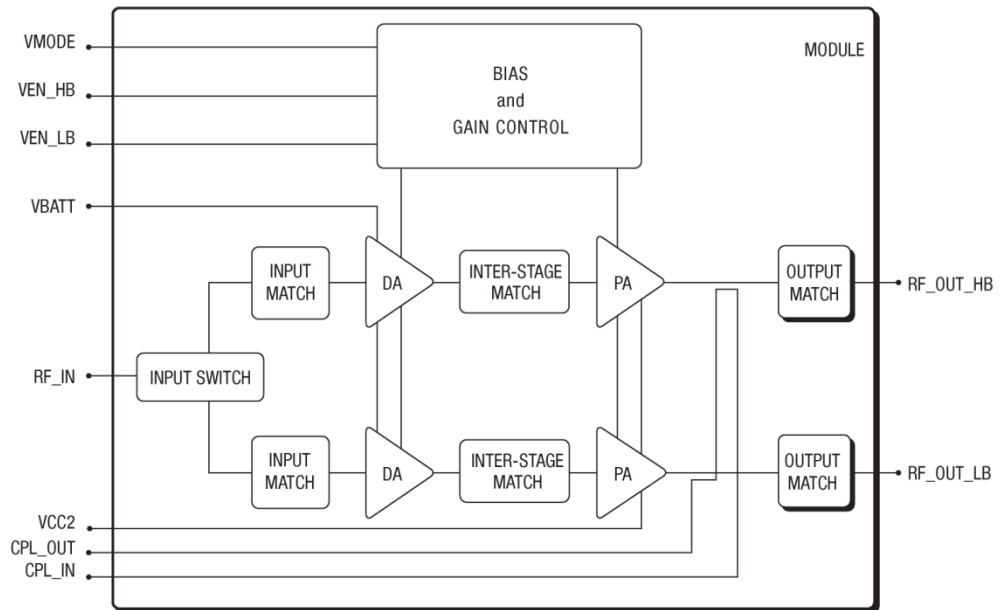 VMODE
MODULE
BIAS
and
GAIN CONTROL
VEN_HB
VEN_LB
VBATT
INPUT
MATCH
DA
INTER-STAGE
MATCH
PA
OUTPUT
MATCH
RF_OUT_HB
RF_IN
INPUT SWITCH
INPUT
MATCH
DA
INTER-STAGE
MATCH
PA
OUTPUT
MATCH
RF_OUT_LB
VCC2
CPL_OUT
CPL_IN